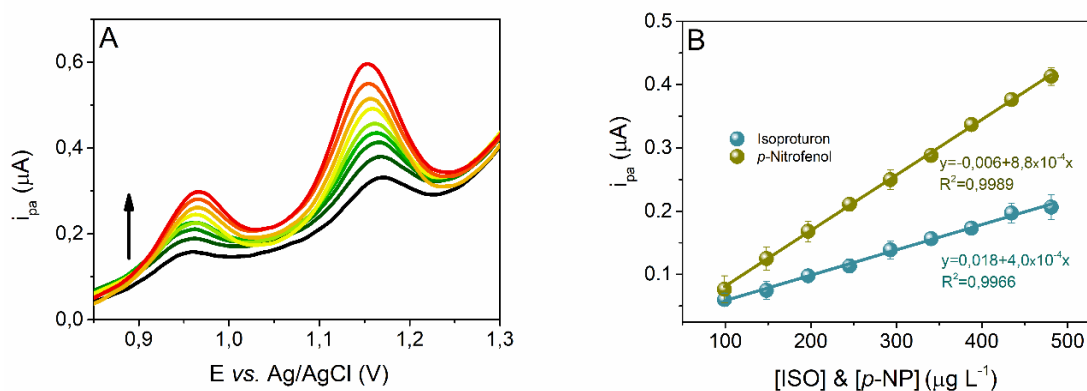 A
0,6
0,4
0,2
0,0
i_pa (µA)
0,9 1,0 1,1 1,2 1,3
E vs. Ag/AgCl (V)
B
0.5
0.4
0.3
0.2
0.1
i_pa (µA)
Isoproturon
p-Nitrofenol
y=-0,006+8,8x10⁻⁴x
R²=0,9989
y=0,018+4,0x10⁻⁴x
R²=0,9966
100 200 300 400 500
[ISO] & [p-NP] (µg L⁻¹)